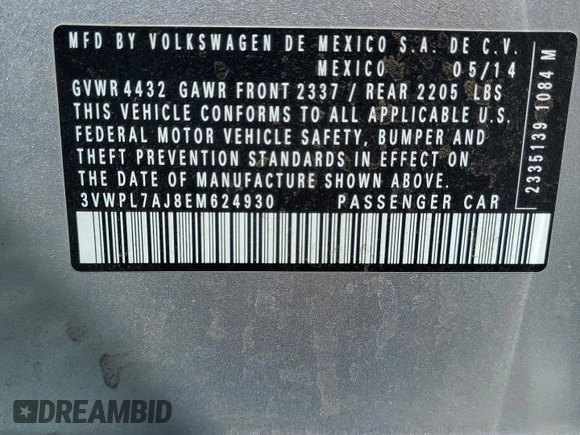 MFD BY VOLKSWAGEN DE MEXICO S.A. DE C.V.
MEXICO 05/14
GVWR 4432 GAWR FRONT 2337 / REAR 2205 LBS
THIS VEHICLE CONFORMS TO ALL APPLICABLE U.S.
FEDERAL MOTOR VEHICLE SAFETY, BUMPER AND
THEFT PREVENTION STANDARDS IN EFFECT ON
THE DATE OF MANUFACTURE SHOWN ABOVE.
3VWPL7AJ8EM624930 PASSENGER CAR
2335139 1084 M
DREAMBID